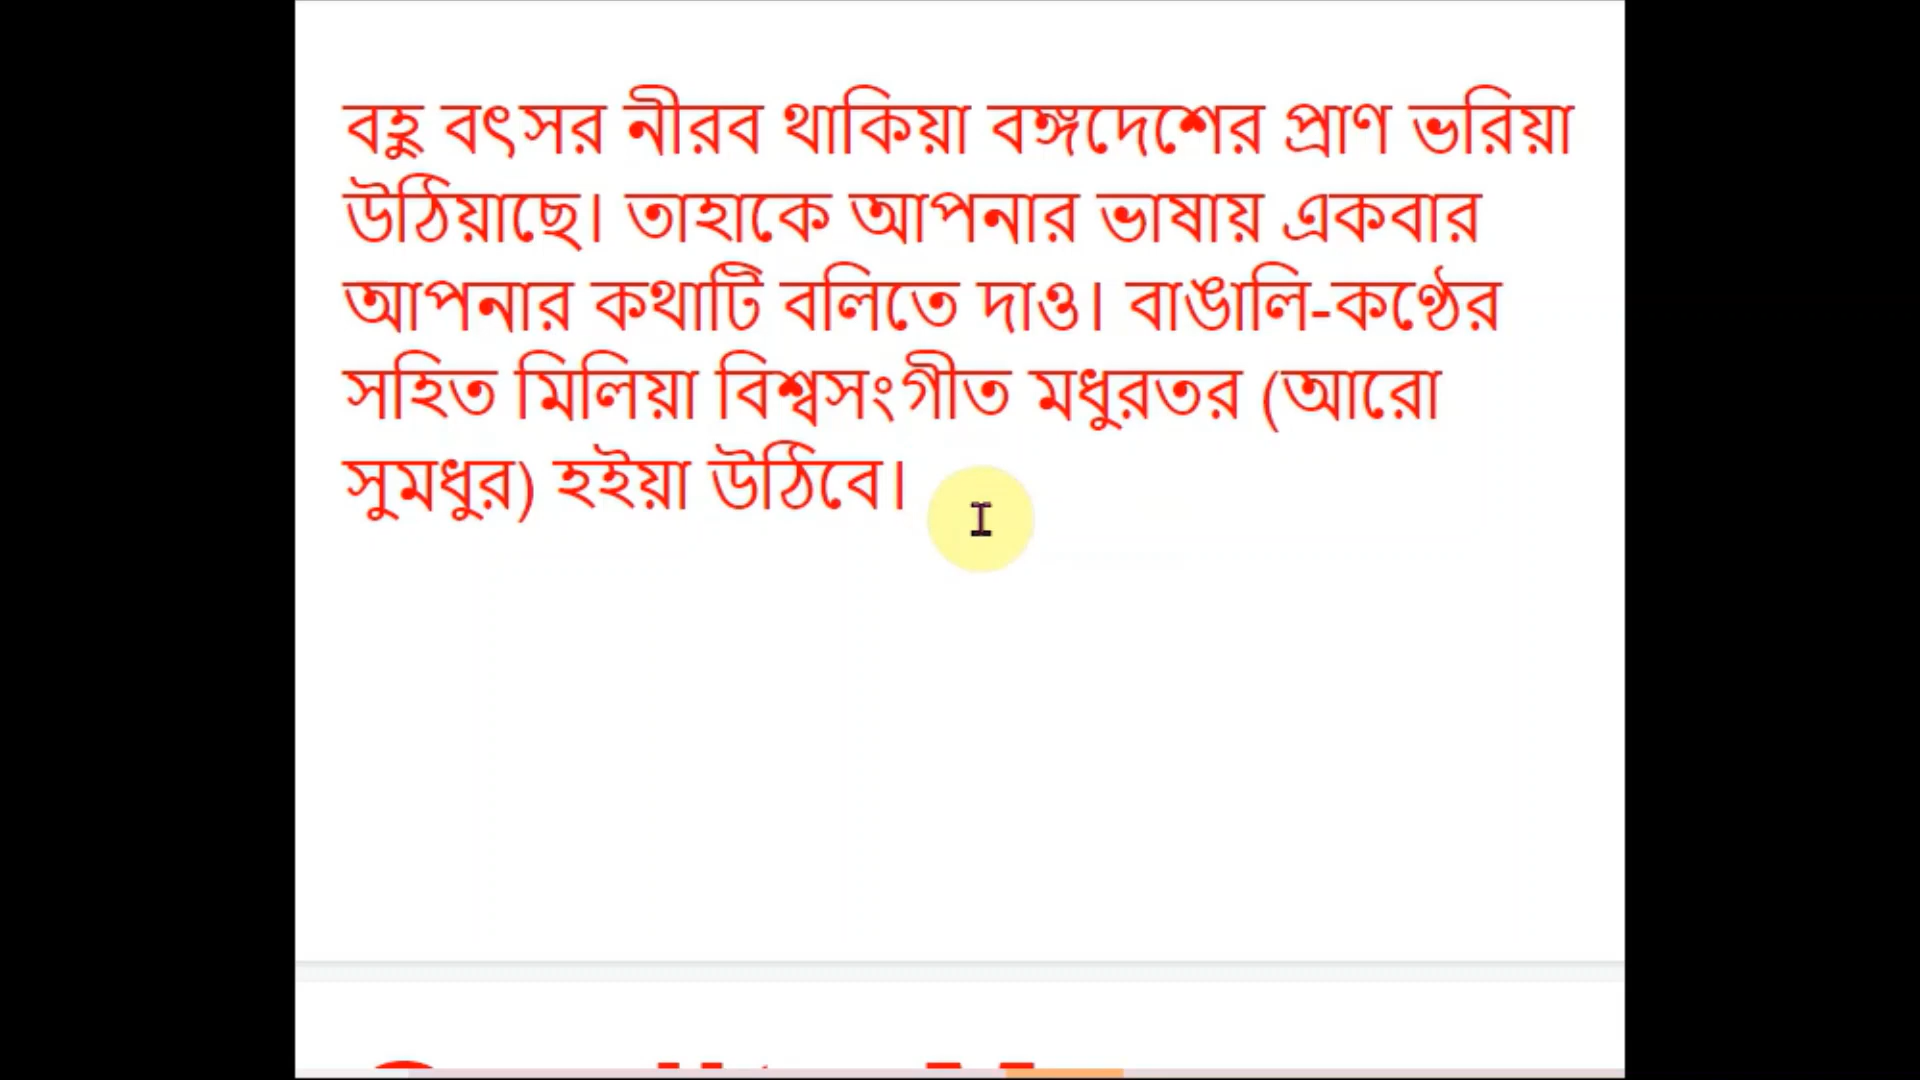 বহু বৎসর নীরব থাকিয়া বঙ্গদেশের প্রাণ ভরিয়া
উঠিয়াছে। তাহাকে আপনার ভাষায় একবার
আপনার কথাটি বলিতে দাও। বাঙালি-কণ্ঠের
সহিত মিলিয়া বিশ্বসংগীত মধুরতর (আরো
সুমধুর) হইয়া উঠিবে।